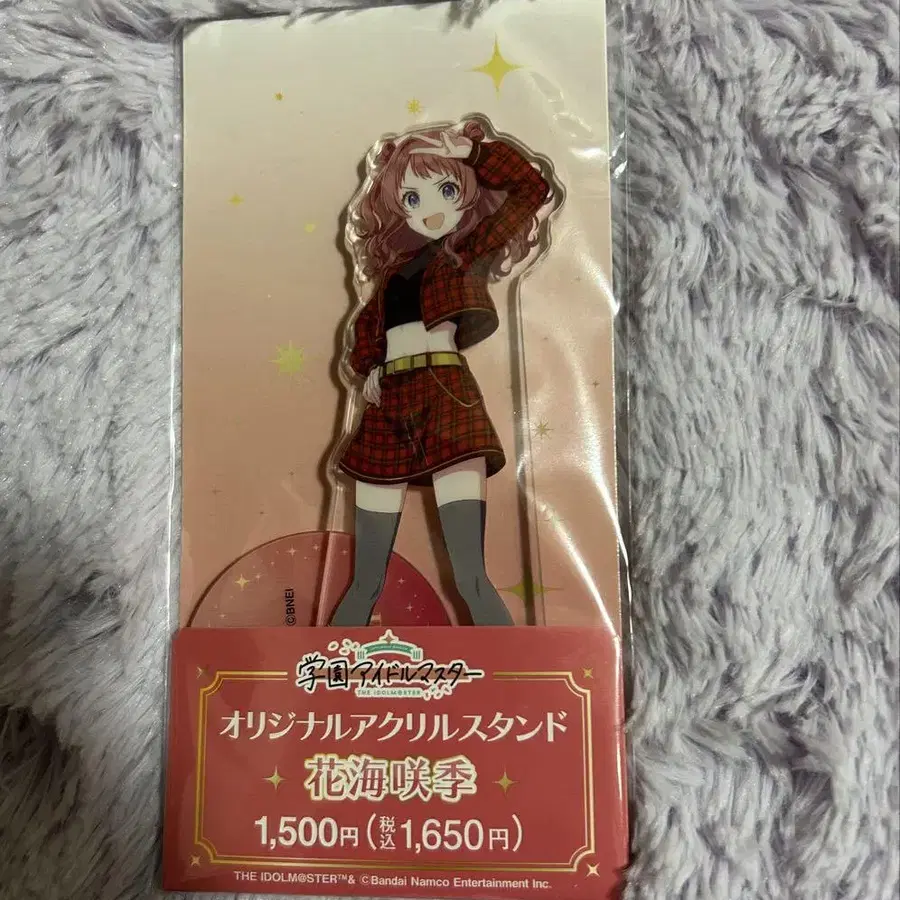 ©BNEI
学園アイドルマスター
THE IDOLM@STER
オリジナルアクリルスタンド
花海咲季
1,500円(税込1,650円)
THE IDOLM@STER™& ©Bandai Namco Entertainment Inc.